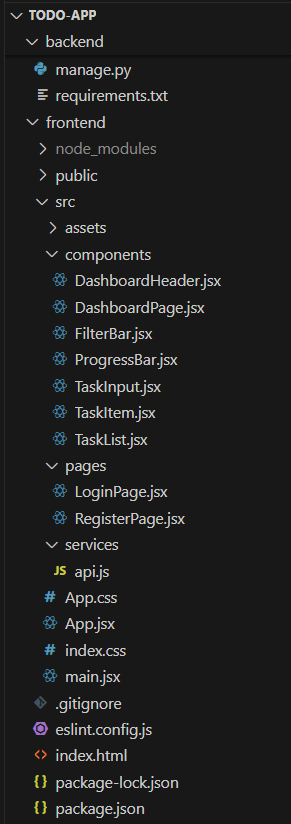 TODO-APP
backend
manage.py
requirements.txt
frontend
node_modules
public
src
assets
components
DashboardHeader.jsx
DashboardPage.jsx
FilterBar.jsx
ProgressBar.jsx
TaskInput.jsx
TaskItem.jsx
TaskList.jsx
pages
LoginPage.jsx
RegisterPage.jsx
services
JS api.js
# App.css
App.jsx
# index.css
main.jsx
.gitignore
eslint.config.js
<> index.html
{} package-lock.json
{} package.json